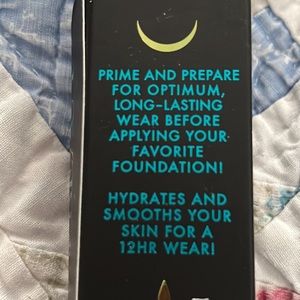 PRIME AND PREPARE
FOR OPTIMUM,
LONG-LASTING
WEAR BEFORE
APPLYING YOUR
FAVORITE
FOUNDATION!
HYDRATES AND
SMOOTHS YOUR
SKIN FOR A
12HR WEAR!